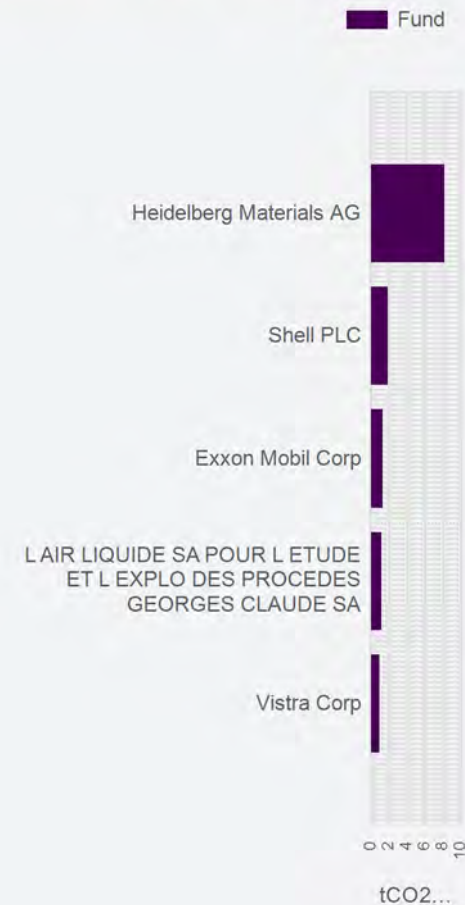 Fund
Heidelberg Materials AG
Shell PLC
Exxon Mobil Corp
L AIR LIQUIDE SA POUR L ETUDE
ET L EXPLO DES PROCEDES
GEORGES CLAUDE SA
Vistra Corp
0 2 4 6 8 10
tCO2...